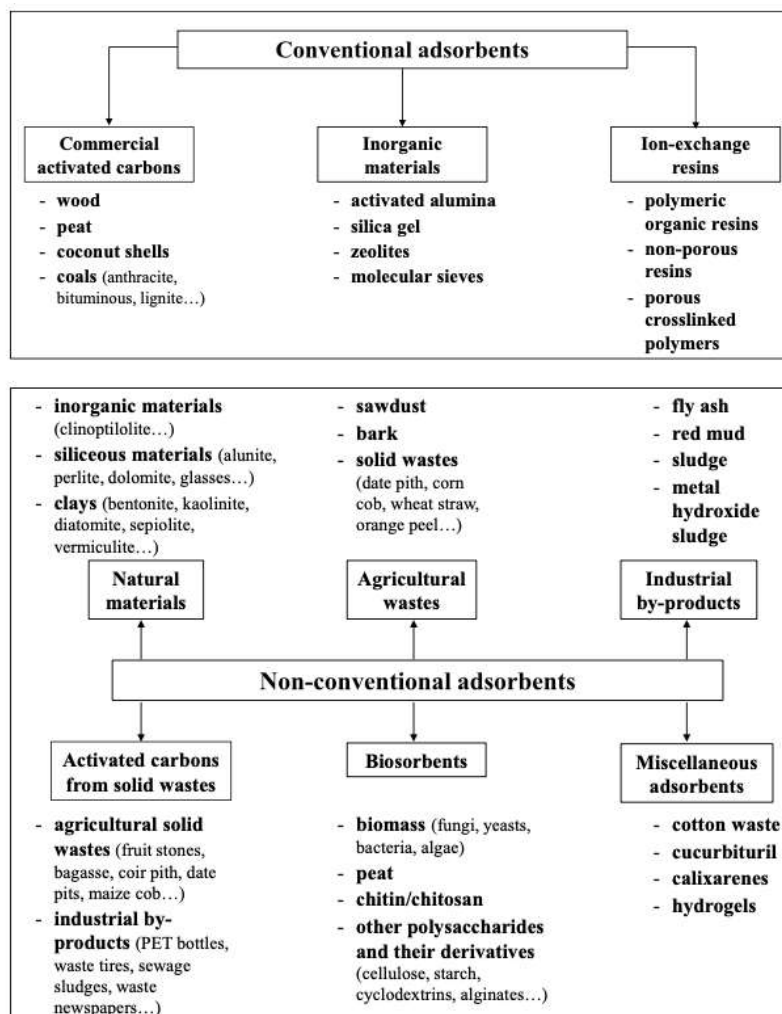 Conventional adsorbents
Commercial
activated carbons
- wood
- peat
- coconut shells
- coals (anthracite,
bituminous, lignite…)
Inorganic
materials
- activated alumina
- silica gel
- zeolites
- molecular sieves
Ion-exchange
resins
- polymeric
organic resins
- non-porous
resins
- porous
crosslinked
polymers
- inorganic materials
(clinoptilolite…)
- siliceous materials (alunite,
perlite, dolomite, glasses…)
- clays (bentonite, kaolinite,
diatomite, sepiolite,
vermiculite…)
Natural
materials
- sawdust
- bark
- solid wastes
(date pith, corn
cob, wheat straw,
orange peel…)
Agricultural
wastes
- fly ash
- red mud
- sludge
- metal
hydroxide
sludge
Industrial
by-products
Non-conventional adsorbents
Activated carbons
from solid wastes
- agricultural solid
wastes (fruit stones,
bagasse, coir pith, date
pits, maize cob…)
- industrial by-
products (PET bottles,
waste tires, sewage
sludges, waste
newspapers…)
Biosorbents
- biomass (fungi, yeasts,
bacteria, algae)
- peat
- chitin/chitosan
- other polysaccharides
and their derivatives
(cellulose, starch,
cyclodextrins, alginates…)
Miscellaneous
adsorbents
- cotton waste
- cucurbituril
- calixarenes
- hydrogels